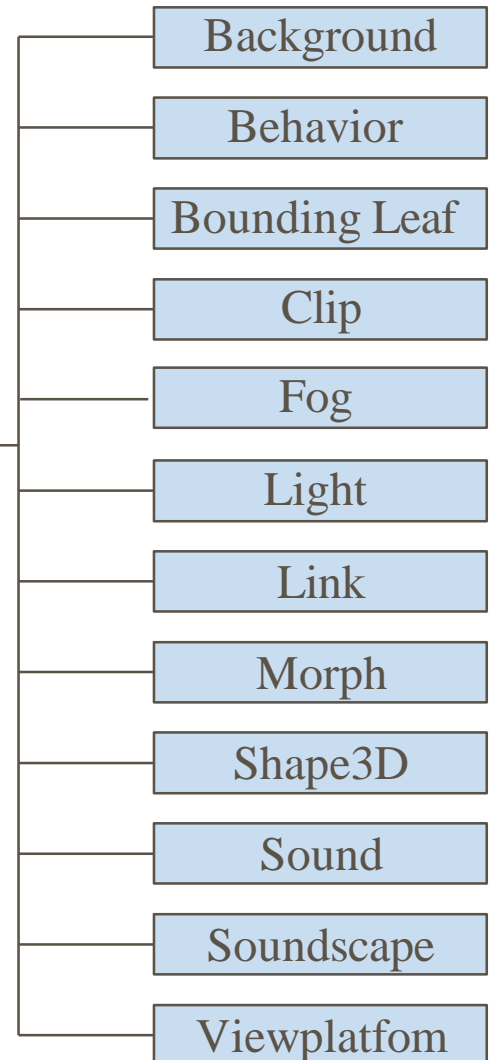 Background
Behavior
Bounding Leaf
Clip
Fog
Light
Link
Morph
Shape3D
Sound
Soundscape
Viewplatfom